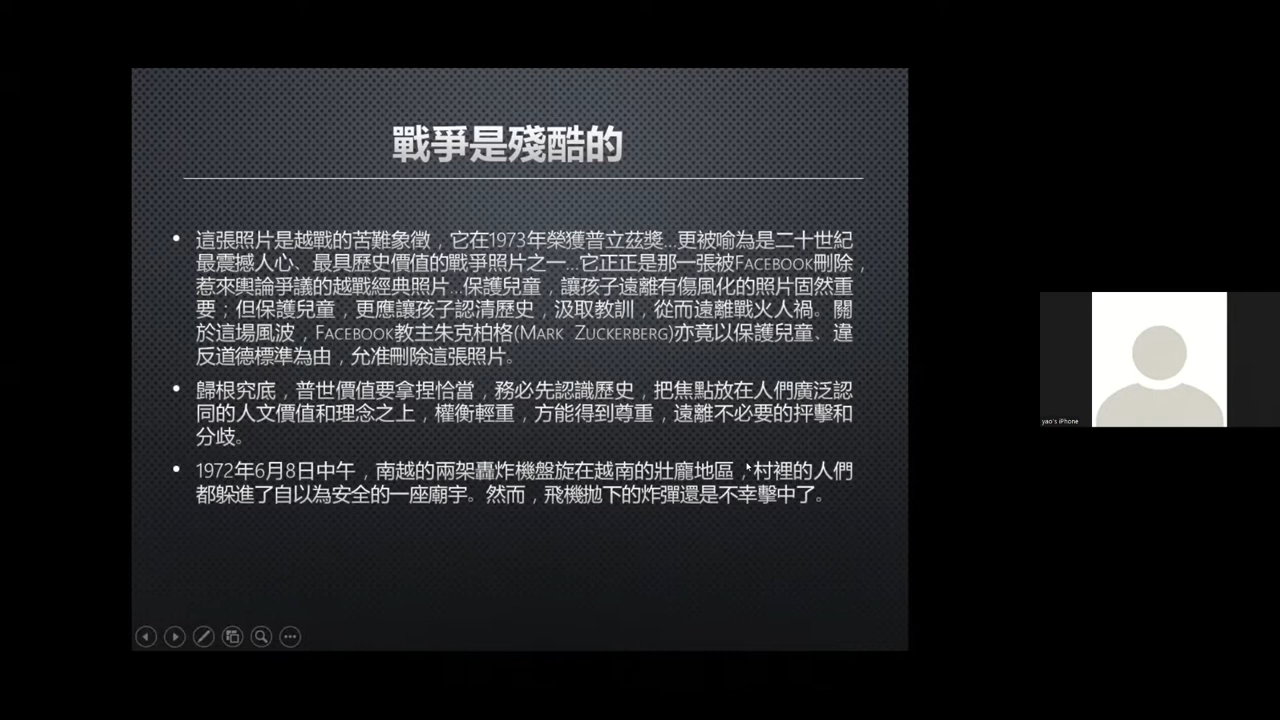 戰爭是殘酷的
• 這張照片是越戰的苦難象徵，它在1973年榮獲普立茲獎…更被喻為是二十世紀
最震撼人心、最具歷史價值的戰爭照片之一…它正正是那一張被FACEBOOK刪除，
惹來輿論爭議的越戰經典照片…保護兒童，讓孩子遠離有傷風化的照片固然重
要；但保護兒童，更應讓孩子認清歷史，汲取教訓，從而遠離戰火人禍。關
於這場風波，FACEBOOK教主朱克柏格(MARK ZUCKERBERG)亦竟以保護兒童、違
反道德標準為由，允准刪除這張照片。
• 歸根究底，普世價值要拿捏恰當，務必先認識歷史，把焦點放在人們廣泛認
同的人文價值和理念之上，權衡輕重，方能得到尊重，遠離不必要的抨擊和
分歧。
• 1972年6月8日中午，南越的兩架轟炸機盤旋在越南的壯龐地區，村裡的人們
都躲進了自以為安全的一座廟宇。然而，飛機拋下的炸彈還是不幸擊中了。
yao's iPhone